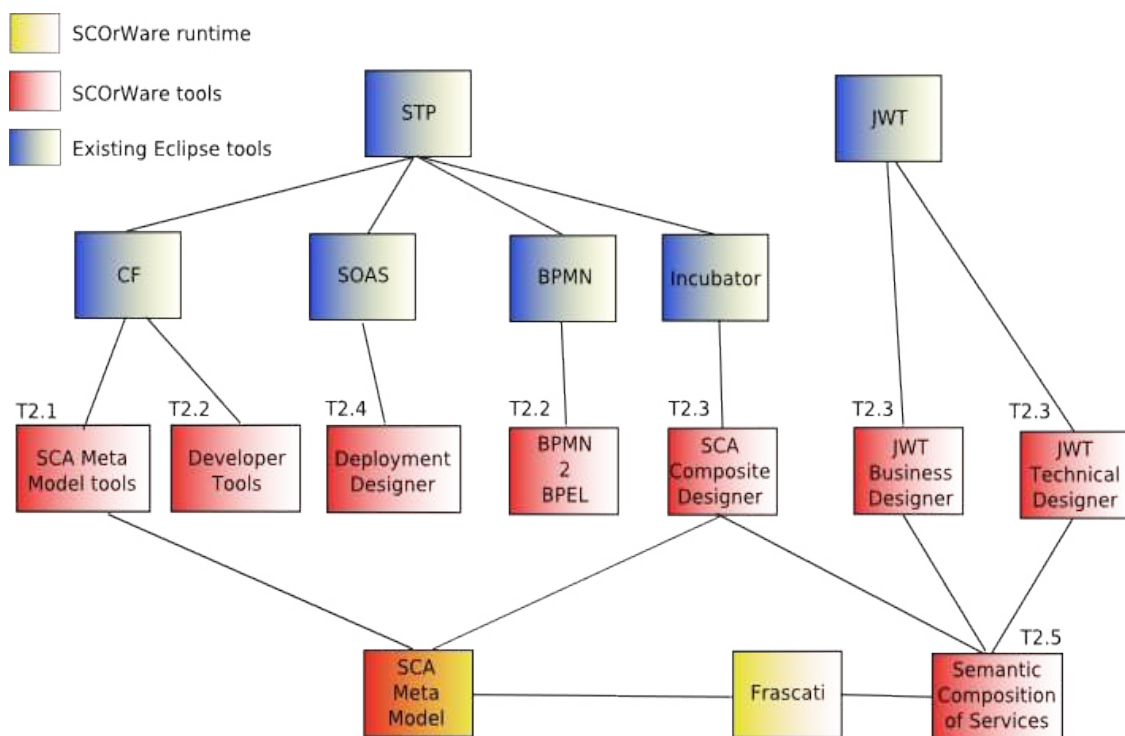 SCOrWare runtime
SCOrWare tools
Existing Eclipse tools
STP
JWT
CF
SOAS
BPMN
Incubator
T2.1
SCA Meta
Model tools
T2.2
Developer
Tools
T2.4
Deployment
Designer
T2.2
BPMN
2
BPEL
T2.3
SCA
Composite
Designer
T2.3
JWT
Business
Designer
T2.3
JWT
Technical
Designer
SCA
Meta
Model
Frascati
T2.5
Semantic
Composition
of Services